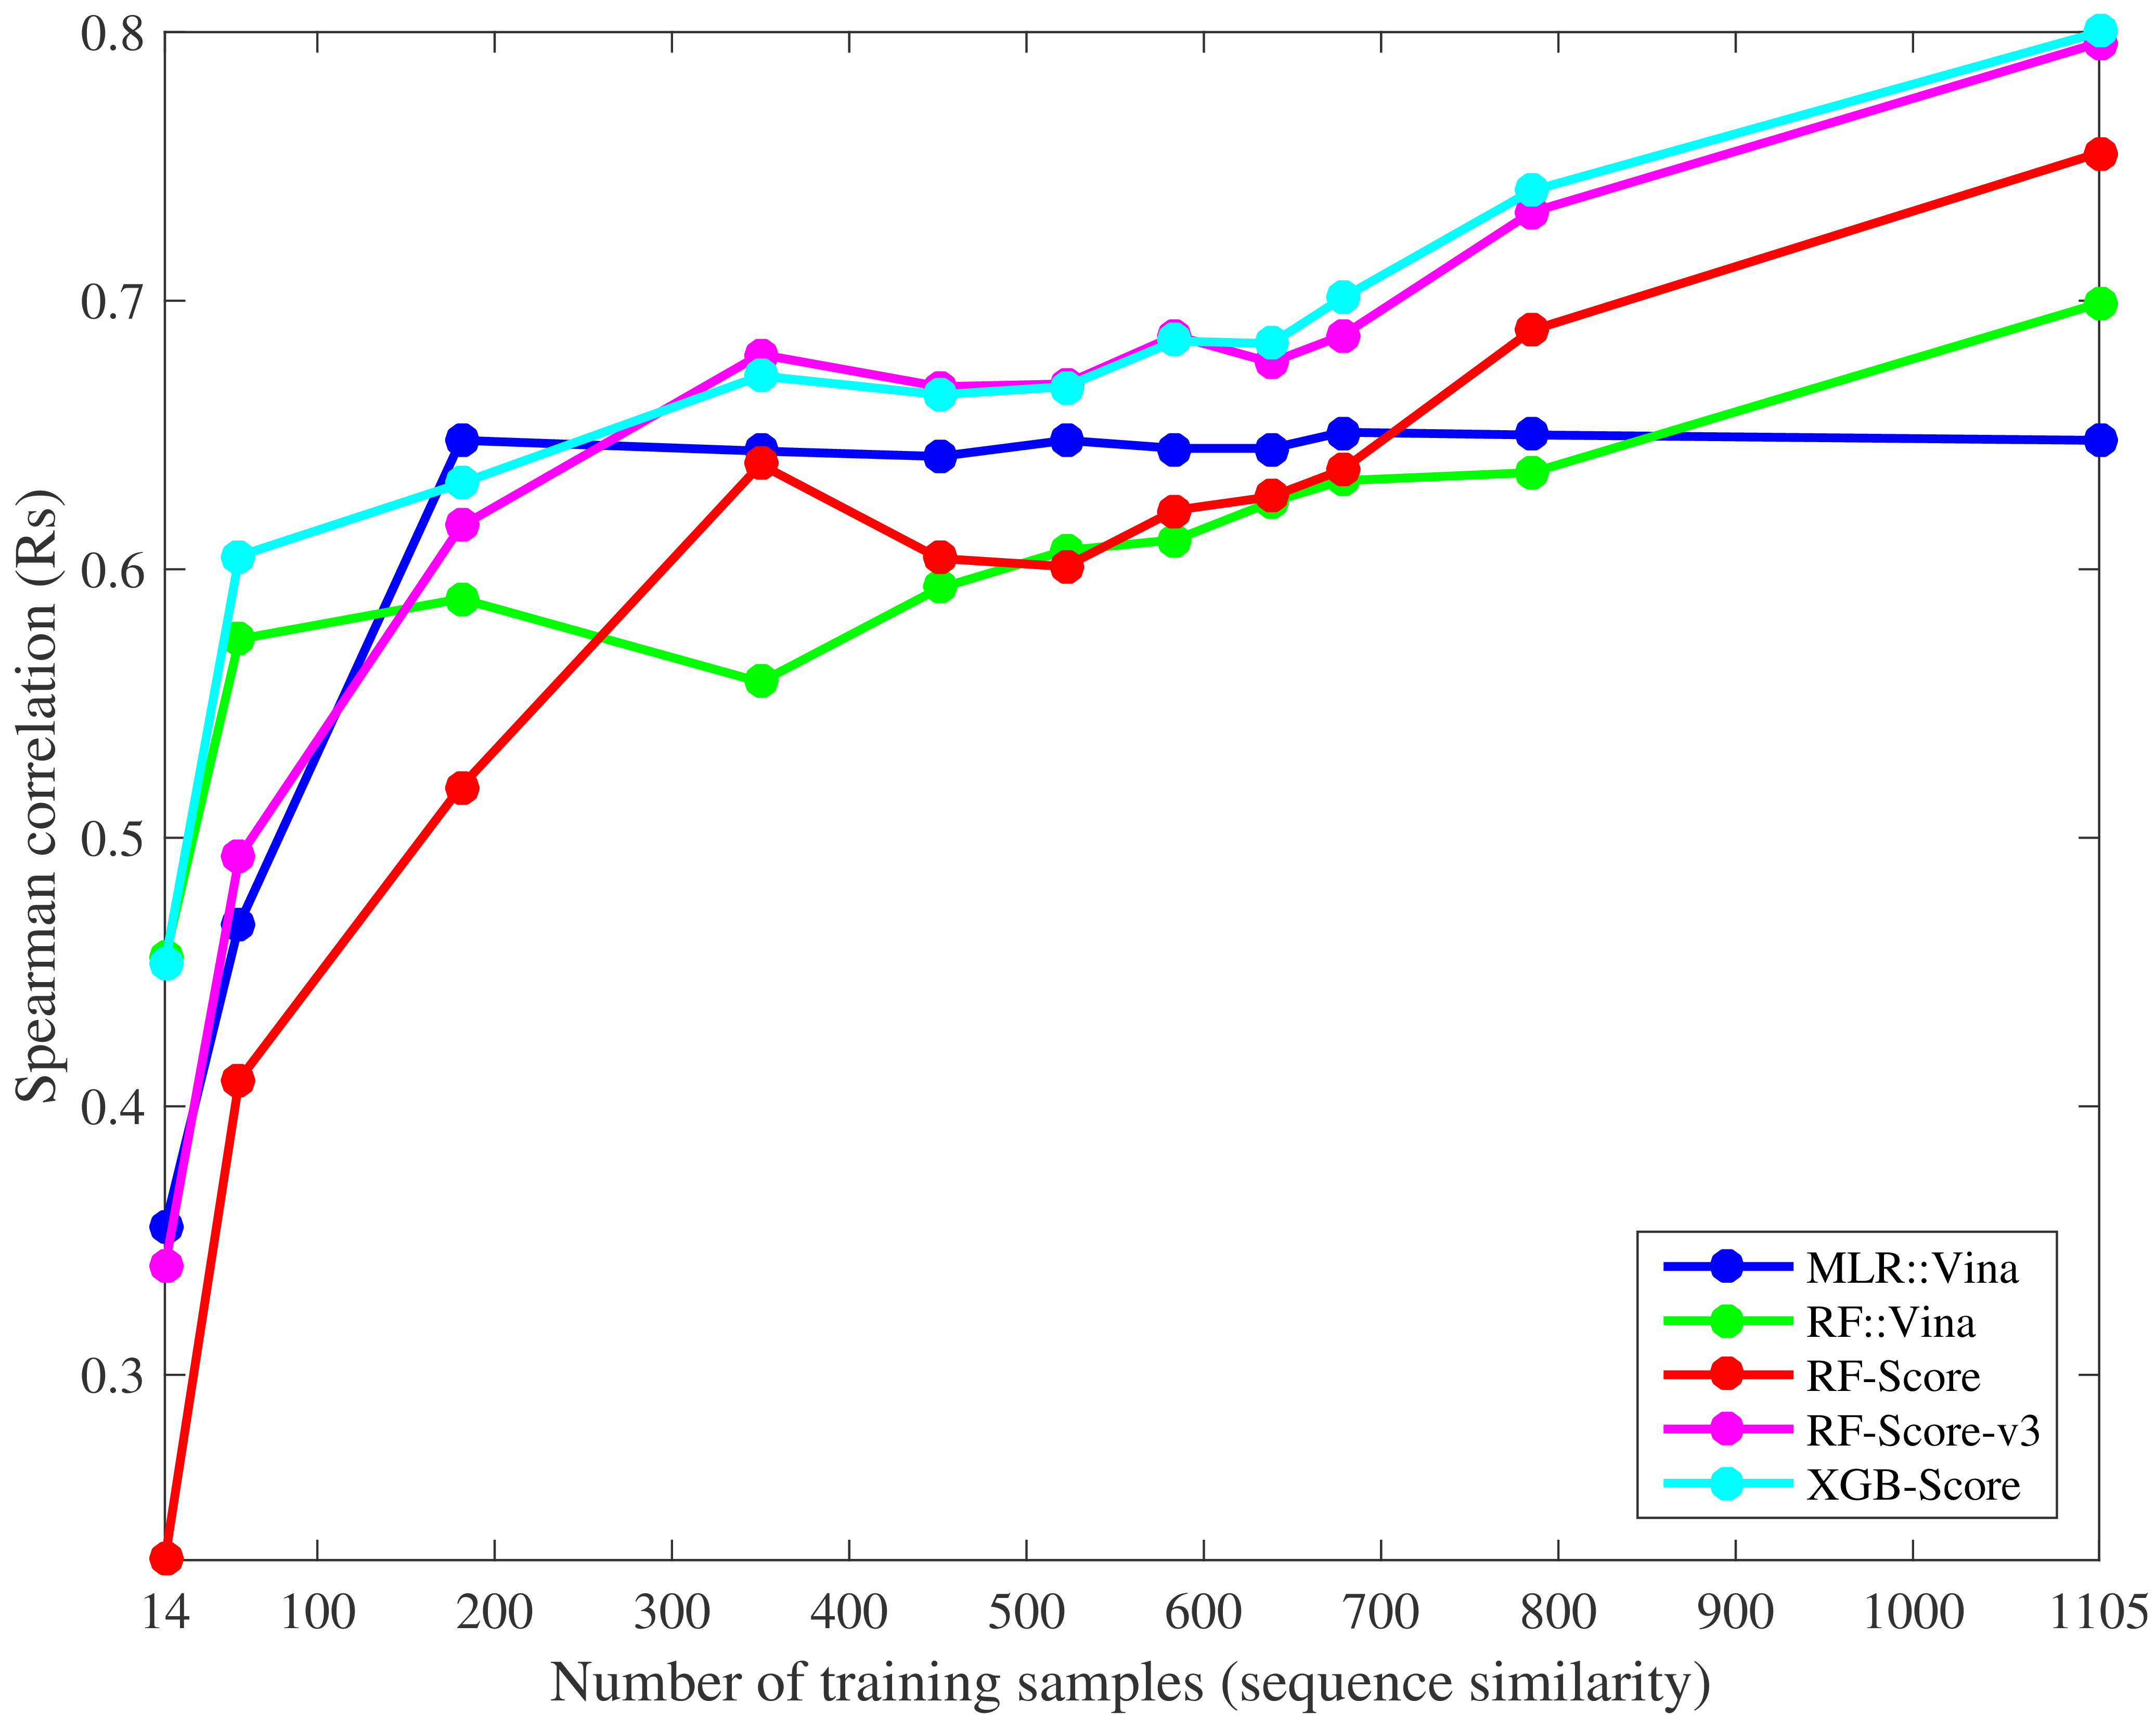 0.8
0.7
0.6
0.5
0.4
0.3
Spearman correlation (Rs)
14 100 200 300 400 500 600 700 800 900 1000 1105
Number of training samples (sequence similarity)
MLR::Vina
RF::Vina
RF-Score
RF-Score-v3
XGB-Score